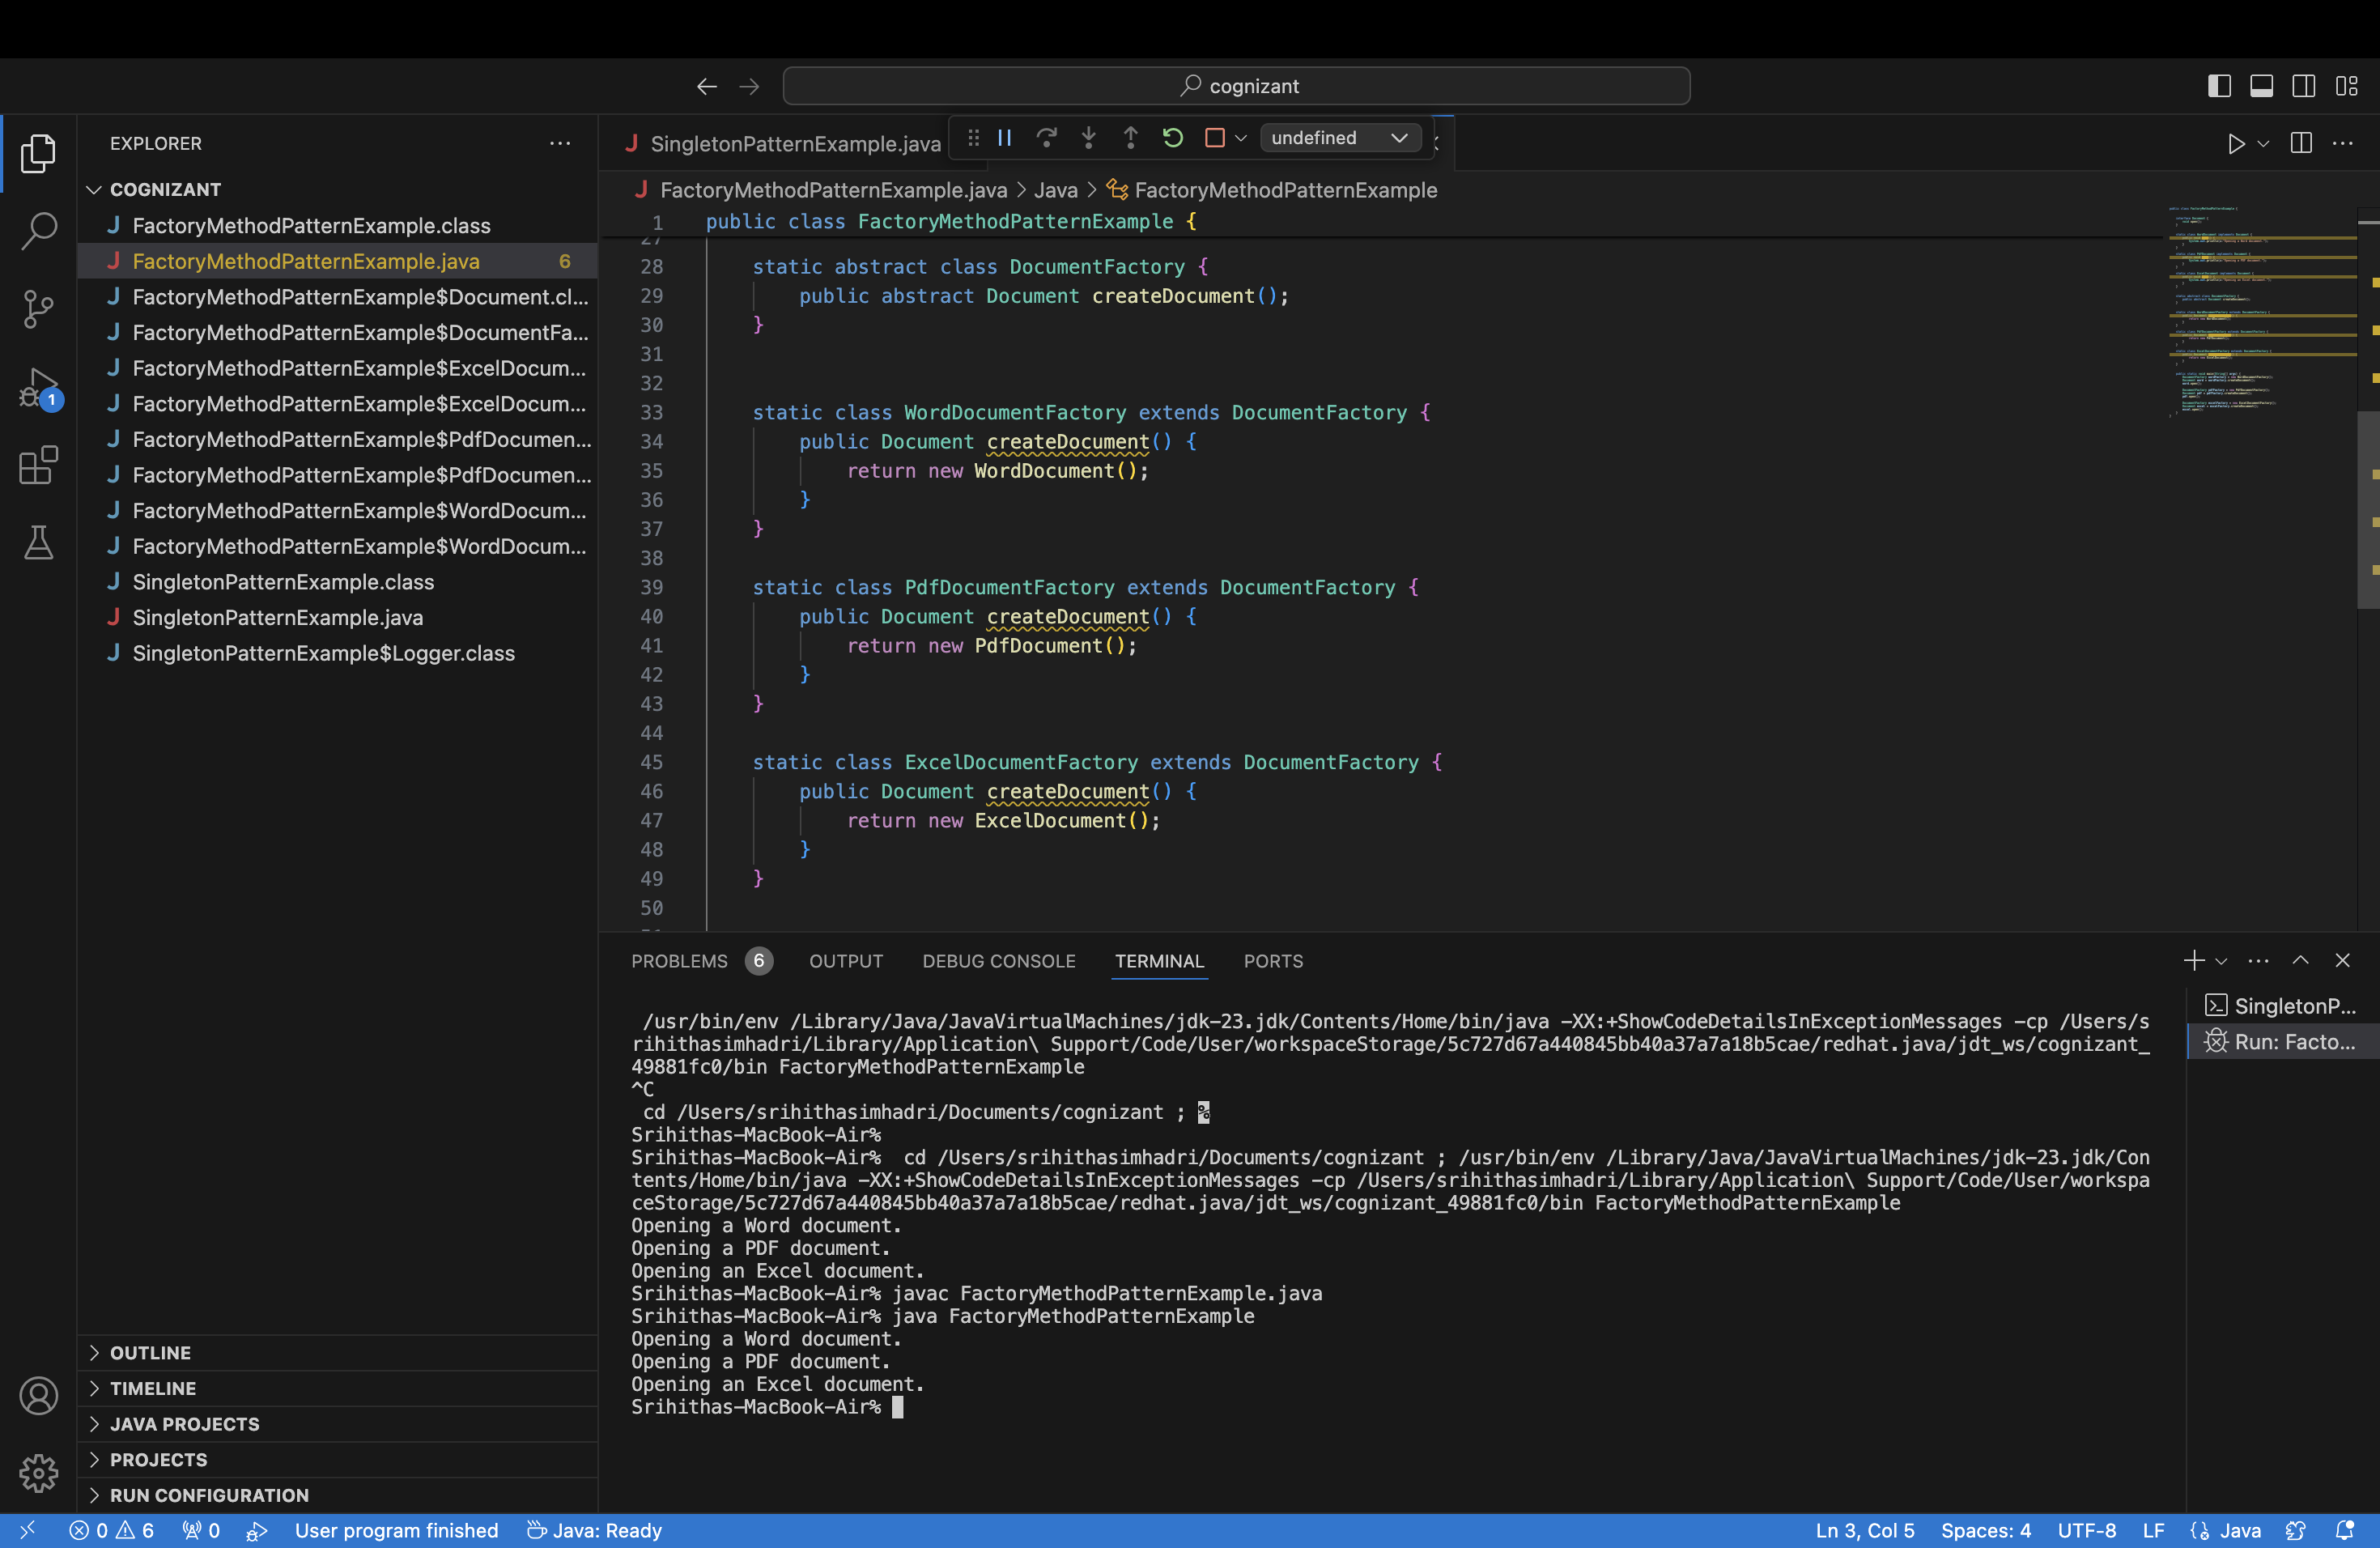 cognizant
EXPLORER
COGNIZANT
FactoryMethodPatternExample.class
FactoryMethodPatternExample.java 6
FactoryMethodPatternExample$Document.cl...
FactoryMethodPatternExample$DocumentFa...
FactoryMethodPatternExample$ExcelDocum...
FactoryMethodPatternExample$ExcelDocum...
FactoryMethodPatternExample$PdfDocumen...
FactoryMethodPatternExample$PdfDocumen...
FactoryMethodPatternExample$WordDocum...
FactoryMethodPatternExample$WordDocum...
SingletonPatternExample.class
SingletonPatternExample.java
SingletonPatternExample$Logger.class
1
OUTLINE
TIMELINE
JAVA PROJECTS
PROJECTS
RUN CONFIGURATION
SingletonPatternExample.java
undefined
FactoryMethodPatternExample.java > Java > FactoryMethodPatternExample
1 public class FactoryMethodPatternExample {
27
28 static abstract class DocumentFactory {
29 public abstract Document createDocument();
30 }
31
32
33 static class WordDocumentFactory extends DocumentFactory {
34 public Document createDocument() {
35 return new WordDocument();
36 }
37 }
38
39 static class PdfDocumentFactory extends DocumentFactory {
40 public Document createDocument() {
41 return new PdfDocument();
42 }
43 }
44
45 static class ExcelDocumentFactory extends DocumentFactory {
46 public Document createDocument() {
47 return new ExcelDocument();
48 }
49 }
50
PROBLEMS 6 OUTPUT DEBUG CONSOLE TERMINAL PORTS
/usr/bin/env /Library/Java/JavaVirtualMachines/jdk-23.jdk/Contents/Home/bin/java -XX:+ShowCodeDetailsInExceptionMessages -cp /Users/s
rihithasimhadri/Library/Application\ Support/Code/User/workspaceStorage/5c727d67a440845bb40a37a7a18b5cae/redhat.java/jdt_ws/cognizant_
49881fc0/bin FactoryMethodPatternExample
^C
cd /Users/srihithasimhadri/Documents/cognizant ; %
Srihithas-MacBook-Air%
Srihithas-MacBook-Air%  cd /Users/srihithasimhadri/Documents/cognizant ; /usr/bin/env /Library/Java/JavaVirtualMachines/jdk-23.jdk/Con
tents/Home/bin/java -XX:+ShowCodeDetailsInExceptionMessages -cp /Users/srihithasimhadri/Library/Application\ Support/Code/User/workspa
ceStorage/5c727d67a440845bb40a37a7a18b5cae/redhat.java/jdt_ws/cognizant_49881fc0/bin FactoryMethodPatternExample
Opening a Word document.
Opening a PDF document.
Opening an Excel document.
Srihithas-MacBook-Air% javac FactoryMethodPatternExample.java
Srihithas-MacBook-Air% java FactoryMethodPatternExample
Opening a Word document.
Opening a PDF document.
Opening an Excel document.
Srihithas-MacBook-Air%
SingletonP...
Run: Facto...
0 6 0 User program finished Java: Ready Ln 3, Col 5 Spaces: 4 UTF-8 LF Java